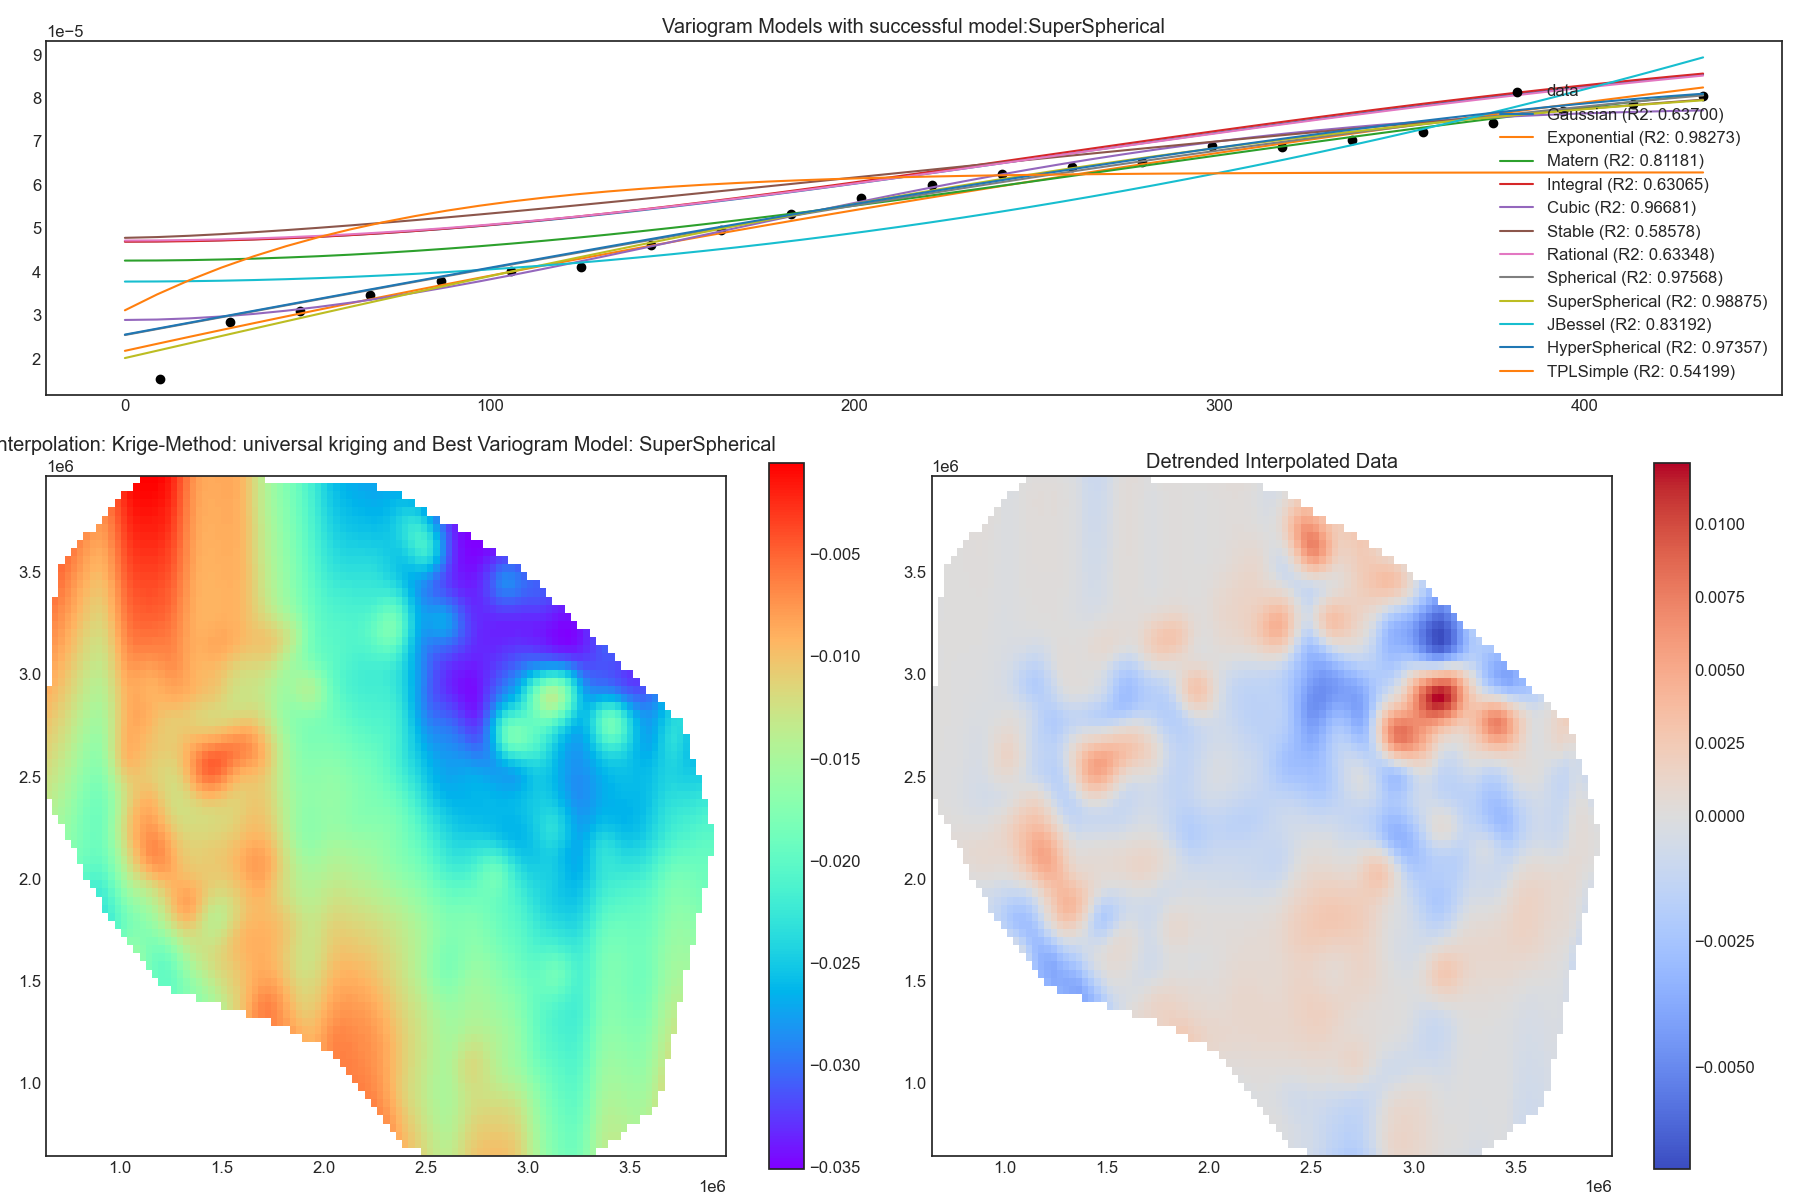 Variogram Models with successful model:SuperSpherical
1e−5
9
8
7
6
5
4
3
2
0
100
200
300
400
data
Gaussian (R2: 0.63700)
Exponential (R2: 0.98273)
Matern (R2: 0.81181)
Integral (R2: 0.63065)
Cubic (R2: 0.96681)
Stable (R2: 0.58578)
Rational (R2: 0.63348)
Spherical (R2: 0.97568)
SuperSpherical (R2: 0.98875)
JBessel (R2: 0.83192)
HyperSpherical (R2: 0.97357)
TPLSimple (R2: 0.54199)
nterpolation: Krige-Method: universal kriging and Best Variogram Model: SuperSpherical
1e6
3.5
3.0
2.5
2.0
1.5
1.0
1.0
1.5
2.0
2.5
3.0
3.5
1e6
−0.005
−0.010
−0.015
−0.020
−0.025
−0.030
−0.035
Detrended Interpolated Data
1e6
3.5
3.0
2.5
2.0
1.5
1.0
1.0
1.5
2.0
2.5
3.0
3.5
1e6
0.0100
0.0075
0.0050
0.0025
0.0000
−0.0025
−0.0050